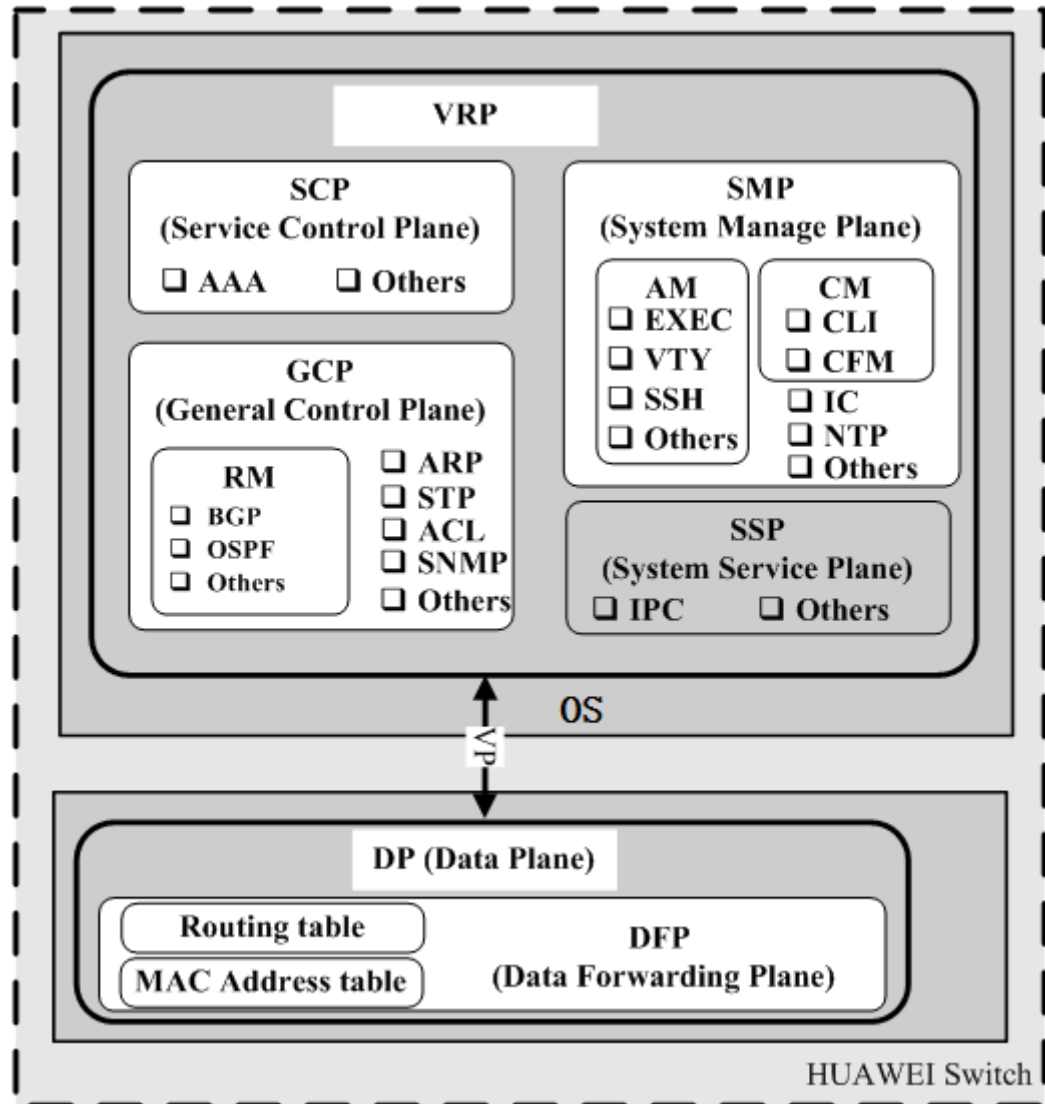 VRP
SCP
(Service Control Plane)
❑ AAA ❑ Others
SMP
(System Manage Plane)
AM
❑ EXEC
❑ VTY
❑ SSH
❑ Others
CM
❑ CLI
❑ CFM
❑ IC
❑ NTP
❑ Others
GCP
(General Control Plane)
RM
❑ BGP
❑ OSPF
❑ Others
❑ ARP
❑ STP
❑ ACL
❑ SNMP
❑ Others
SSP
(System Service Plane)
❑ IPC ❑ Others
OS
VP
DP (Data Plane)
Routing table
MAC Address table
DFP
(Data Forwarding Plane)
HUAWEI Switch